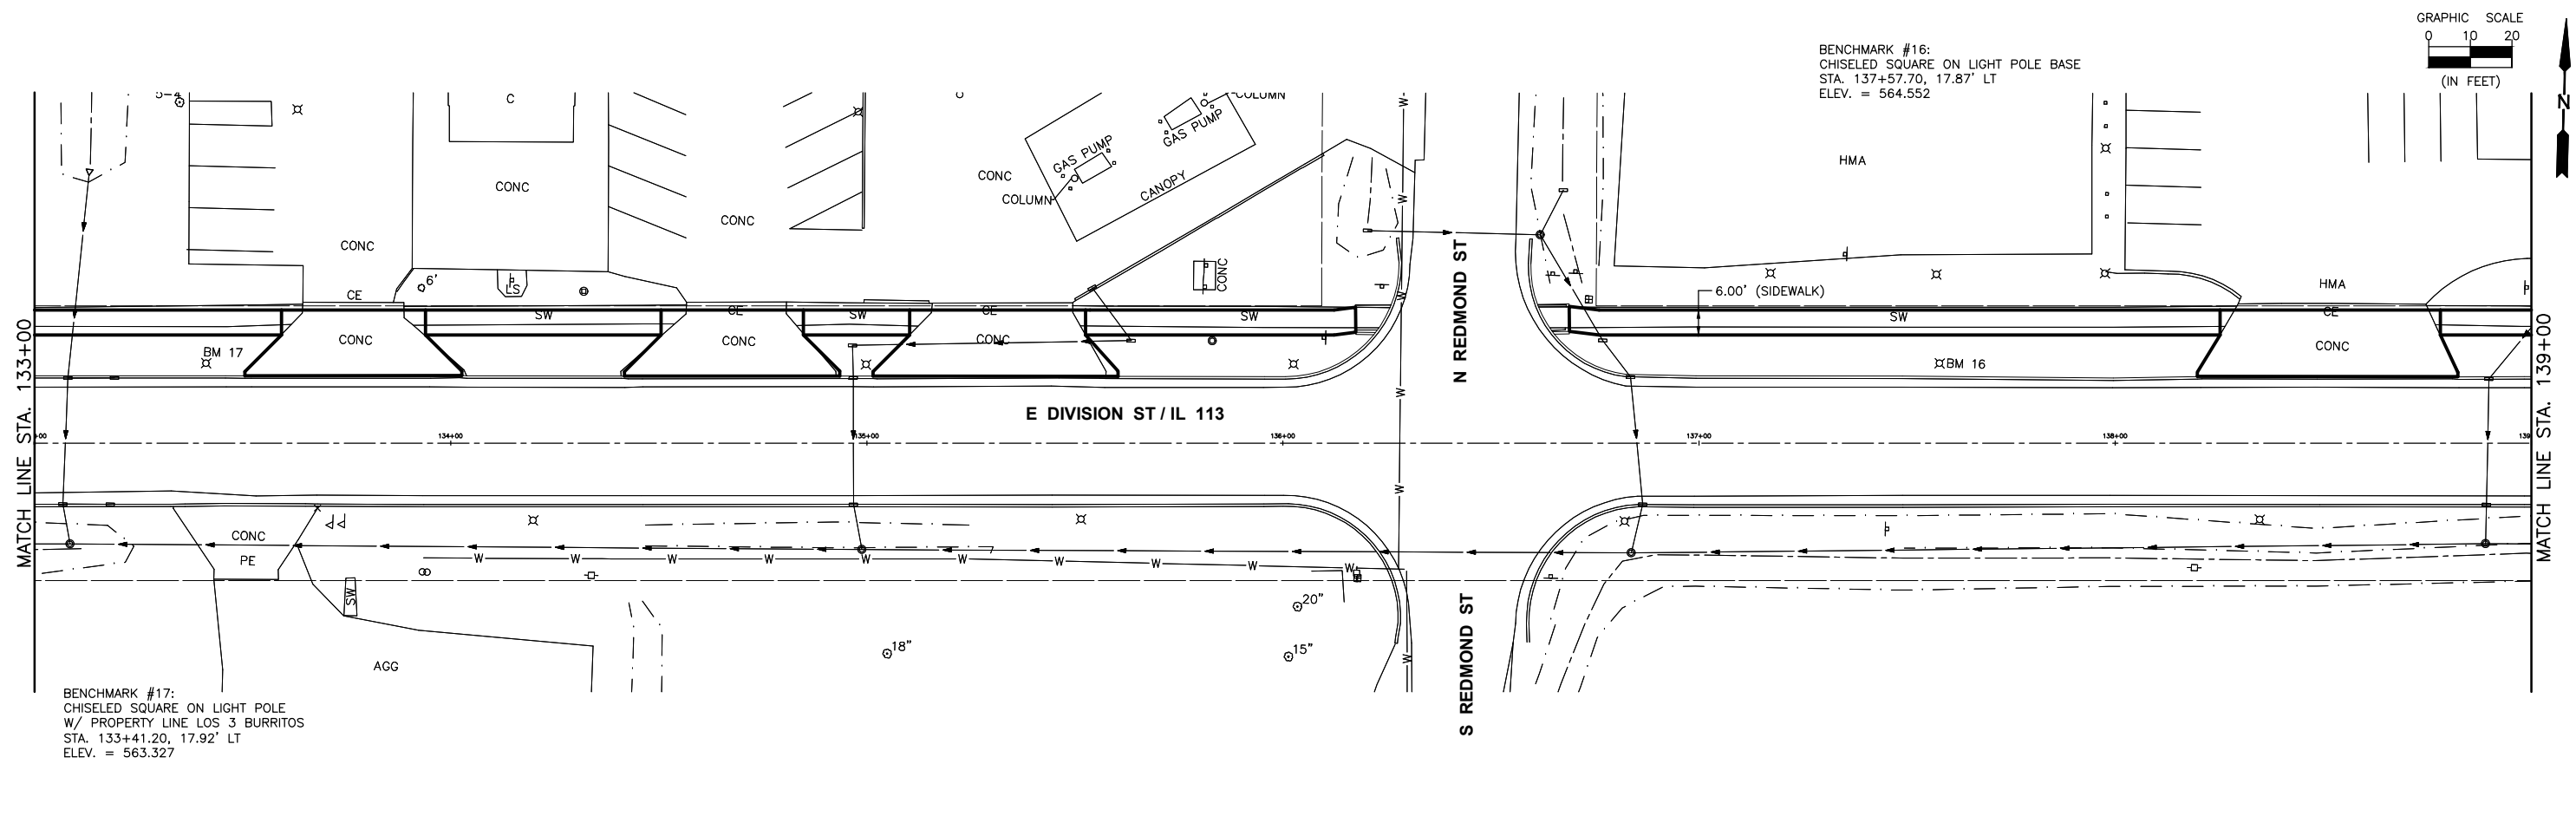 GRAPHIC SCALE
0 10 20
(IN FEET)
N
BENCHMARK #16:
CHISELED SQUARE ON LIGHT POLE BASE
STA. 137+57.70, 17.87' LT
ELEV. = 564.552
C
COLUMN
GAS PUMP
GAS PUMP
CANOPY
COLUMN
CONC
CONC
CONC
CONC
CONC
HMA
HMA
W
W
W
6'
LS
CE
CE
CE
CE
SW
SW
SW
SW
6.00' (SIDEWALK)
CONC
CONC
CONC
CONC
BM 17
BM 16
N REDMOND ST
MATCH LINE STA. 133+00
MATCH LINE STA. 139+00
E DIVISION ST / IL 113
W
+00
134+00
135+00
136+00
137+00
138+00
139
W
CONC
PE
SW
W W W W W W W W W W
20"
18"
15"
W
AGG
S REDMOND ST
BENCHMARK #17:
CHISELED SQUARE ON LIGHT POLE
W/ PROPERTY LINE LOS 3 BURRITOS
STA. 133+41.20, 17.92' LT
ELEV. = 563.327